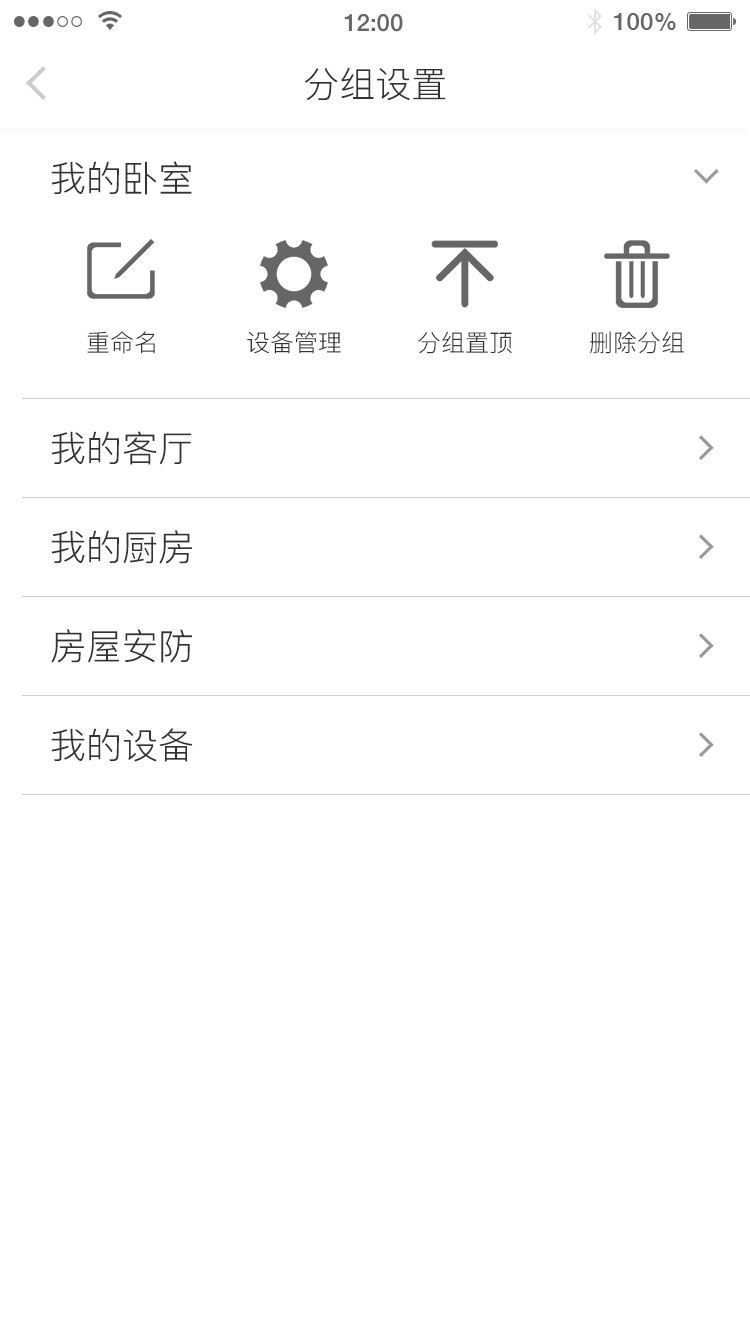 12:00 100%
分组设置
我的卧室
重命名 设备管理 分组置顶 删除分组
我的客厅
我的厨房
房屋安防
我的设备